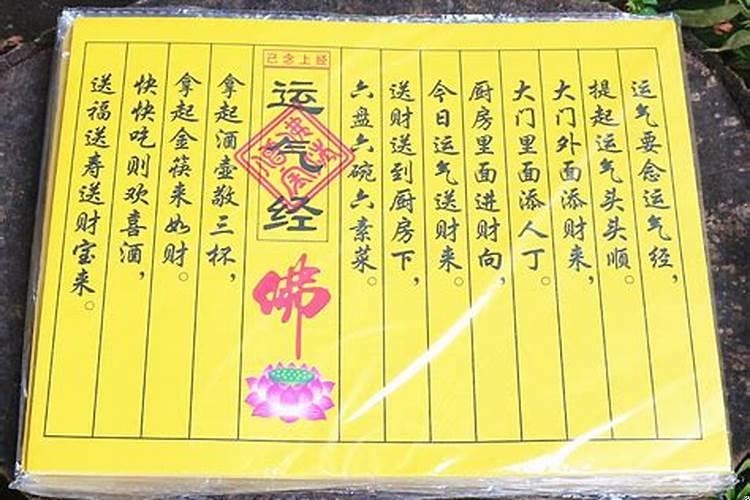 运气要念运气经，
提起运气头头顺。
大门外面添财来，
大门里面添人丁。
厨房里面进财向，
今日运气送财来。
送财送到厨房下，
六盘六碗六素菜。
已念上经
运气经
佛
拿起酒壶敬三杯，
拿起金筷来如财。
快快吃则欢喜酒，
送福送寿送财宝来。